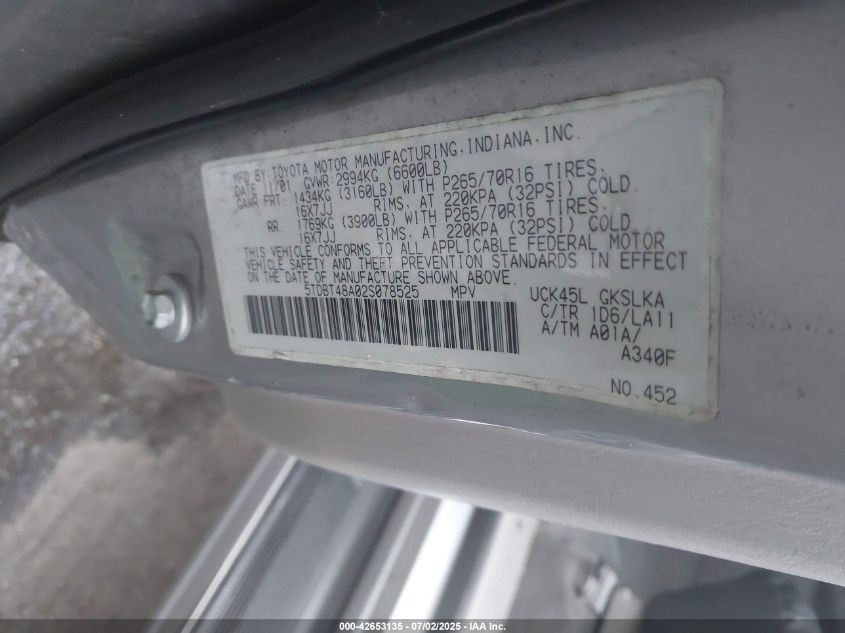 MFD BY:TOYOTA MOTOR MANUFACTURING, INDIANA, INC.
DATE 11/01 GVWR 2994KG (6600LB)
GAWR FRT 1434KG (3160LB) WITH P265/70R16 TIRES.
16X7JJ RIMS. AT 220KPA (32PSI) COLD.
RR. 1769KG (3900LB) WITH P265/70R16 TIRES.
16X7JJ RIMS. AT 220KPA (32PSI) COLD.
THIS VEHICLE CONFORMS TO ALL APPLICABLE FEDERAL MOTOR
VEHICLE SAFETY AND THEFT PREVENTION STANDARDS IN EFFECT
ON THE DATE OF MANUFACTURE SHOWN ABOVE.
5TDBT48A02S078525 MPV UCK45L GKSLKA
C/TR 1D6/LA11
A/TM A01A/
A340F
NO.452
000-42653135 - 07/02/2025 - IAA Inc.